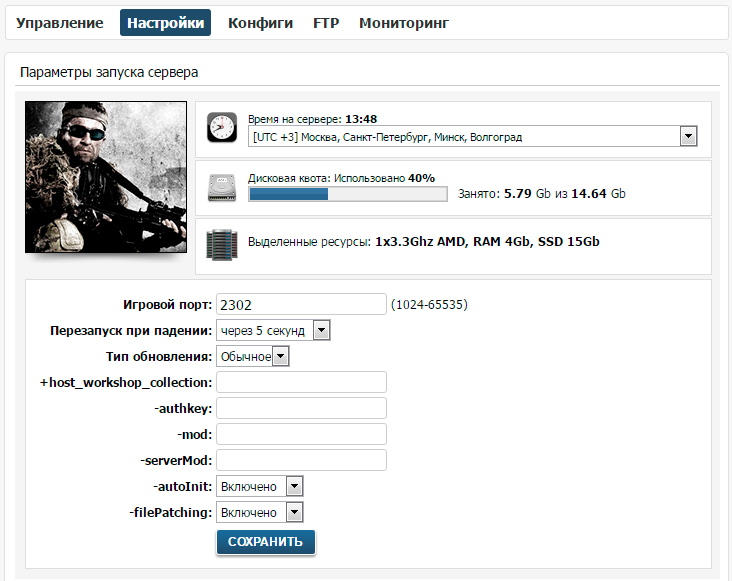 Управление Настройки Конфиги FTP Мониторинг
Параметры запуска сервера
Время на сервере: 13:48
[UTC +3] Москва, Санкт-Петербург, Минск, Волгоград
Дисковая квота: Использовано 40%
Занято: 5.79 Gb из 14.64 Gb
Выделенные ресурсы: 1x3.3Ghz AMD, RAM 4Gb, SSD 15Gb
Игровой порт: 2302 (1024-65535)
Перезапуск при падении: через 5 секунд
Тип обновления: Обычное
+host_workshop_collection:
-authkey:
-mod:
-serverMod:
-autoInit: Включено
-filePatching: Включено
СОХРАНИТЬ